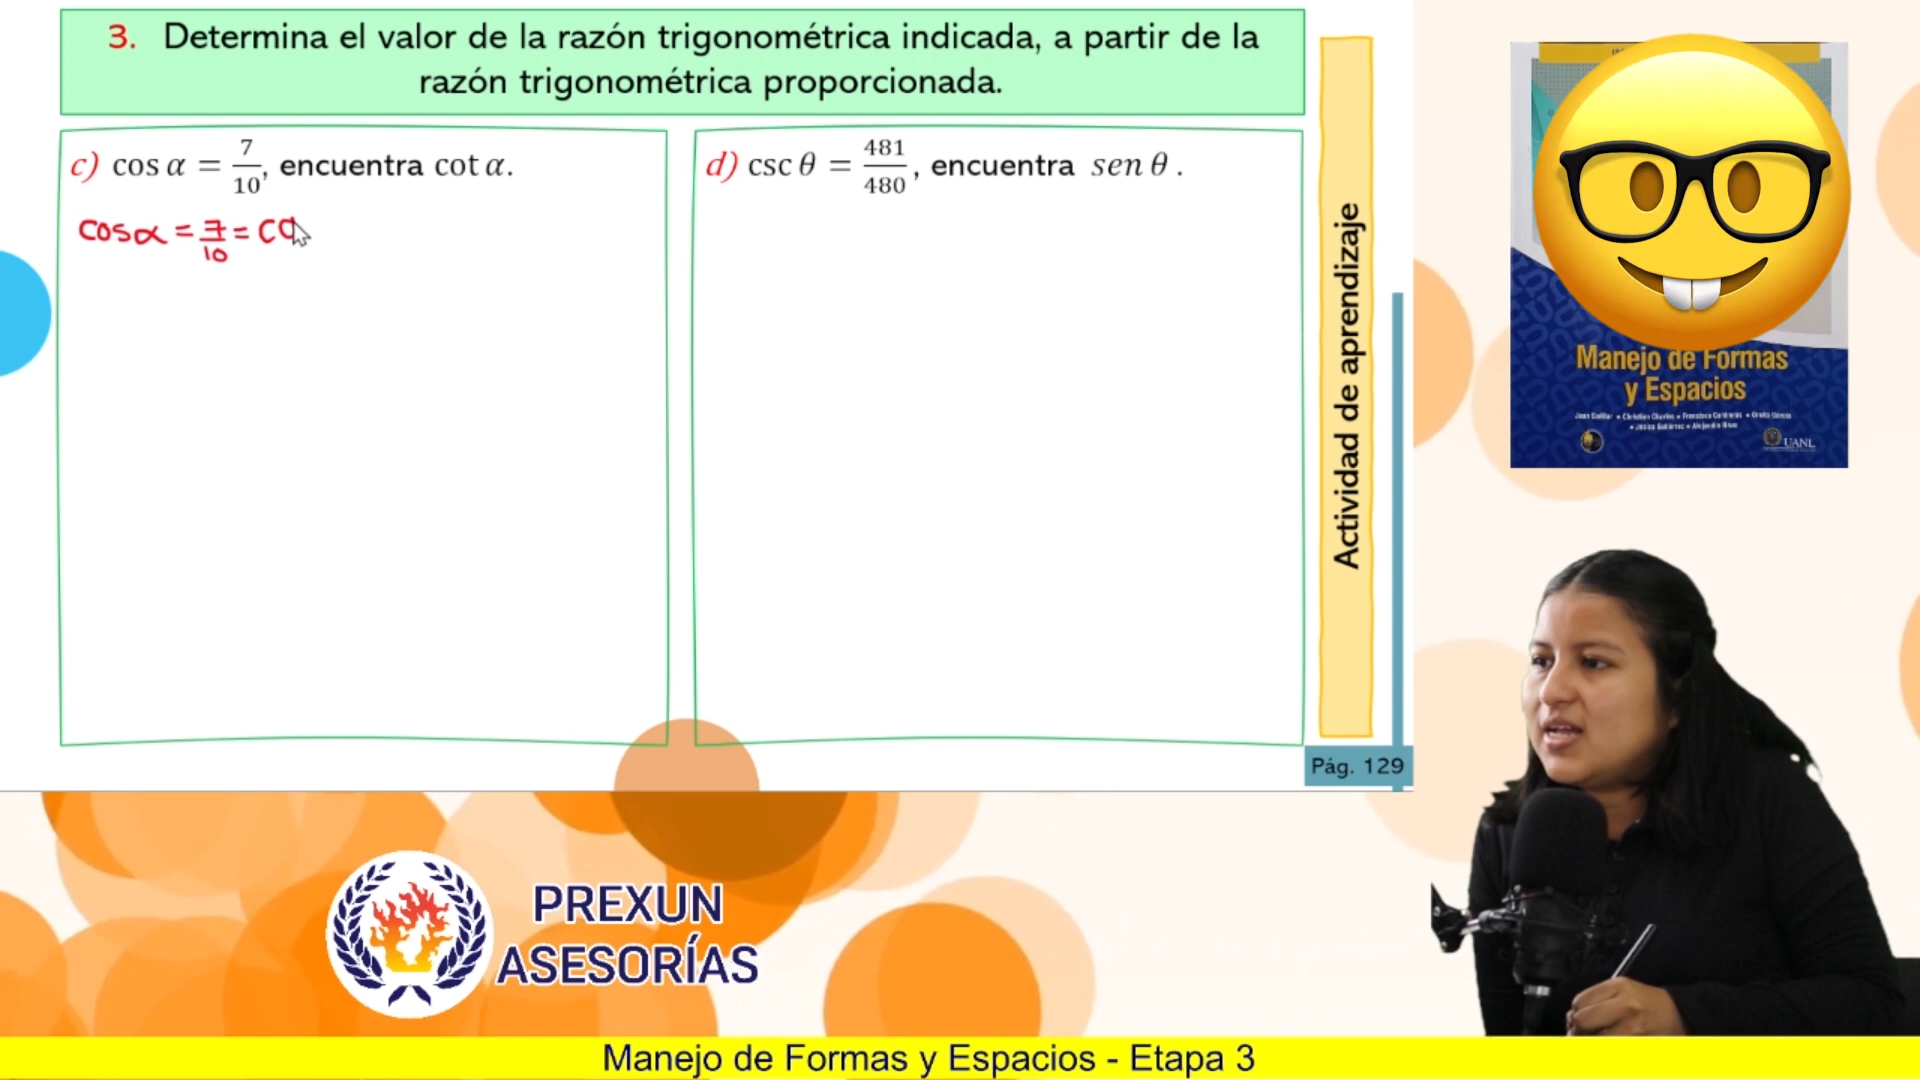 3. Determina el valor de la razón trigonométrica indicada, a partir de la
razón trigonométrica proporcionada.
c) cos α = 7/10, encuentra cot α.
cosα = 7/10 = CO
d) csc θ = 481/480, encuentra sen θ.
Actividad de aprendizaje
Pág. 129
Manejo de Formas
y Espacios
UANL
PREXUN
ASESORÍAS
Manejo de Formas y Espacios - Etapa 3